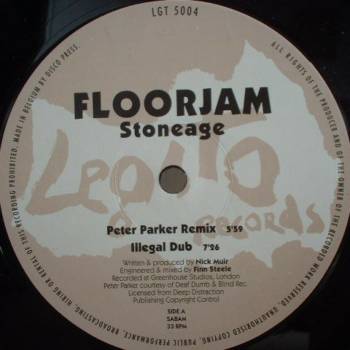 LGT 5004
FLOORJAM
Stoneage
Leotto
records
Peter Parker Remix 5'59
Illegal Dub 7'26
Written & produced by Nick Muir
Engineered & mixed by Finn Steele
Recorded at Greenhouse Studios, London
Peter Parker courtesy of Deaf Dumb & Blind Rec.
Licensed from Deep Distraction
Publishing Copyright Control
SIDE A
SABAN
33 RPM
MADE IN BELGIUM BY DISCO PRESS.
ALL RIGHTS OF THE MANUFACTURER AND OF THE OWNER OF THE RECORDED WORK RESERVED. UNAUTHORISED COPYING, PUBLIC PERFORMANCE, BROADCASTING, HIRING OR RENTAL OF THIS RECORDING PROHIBITED.